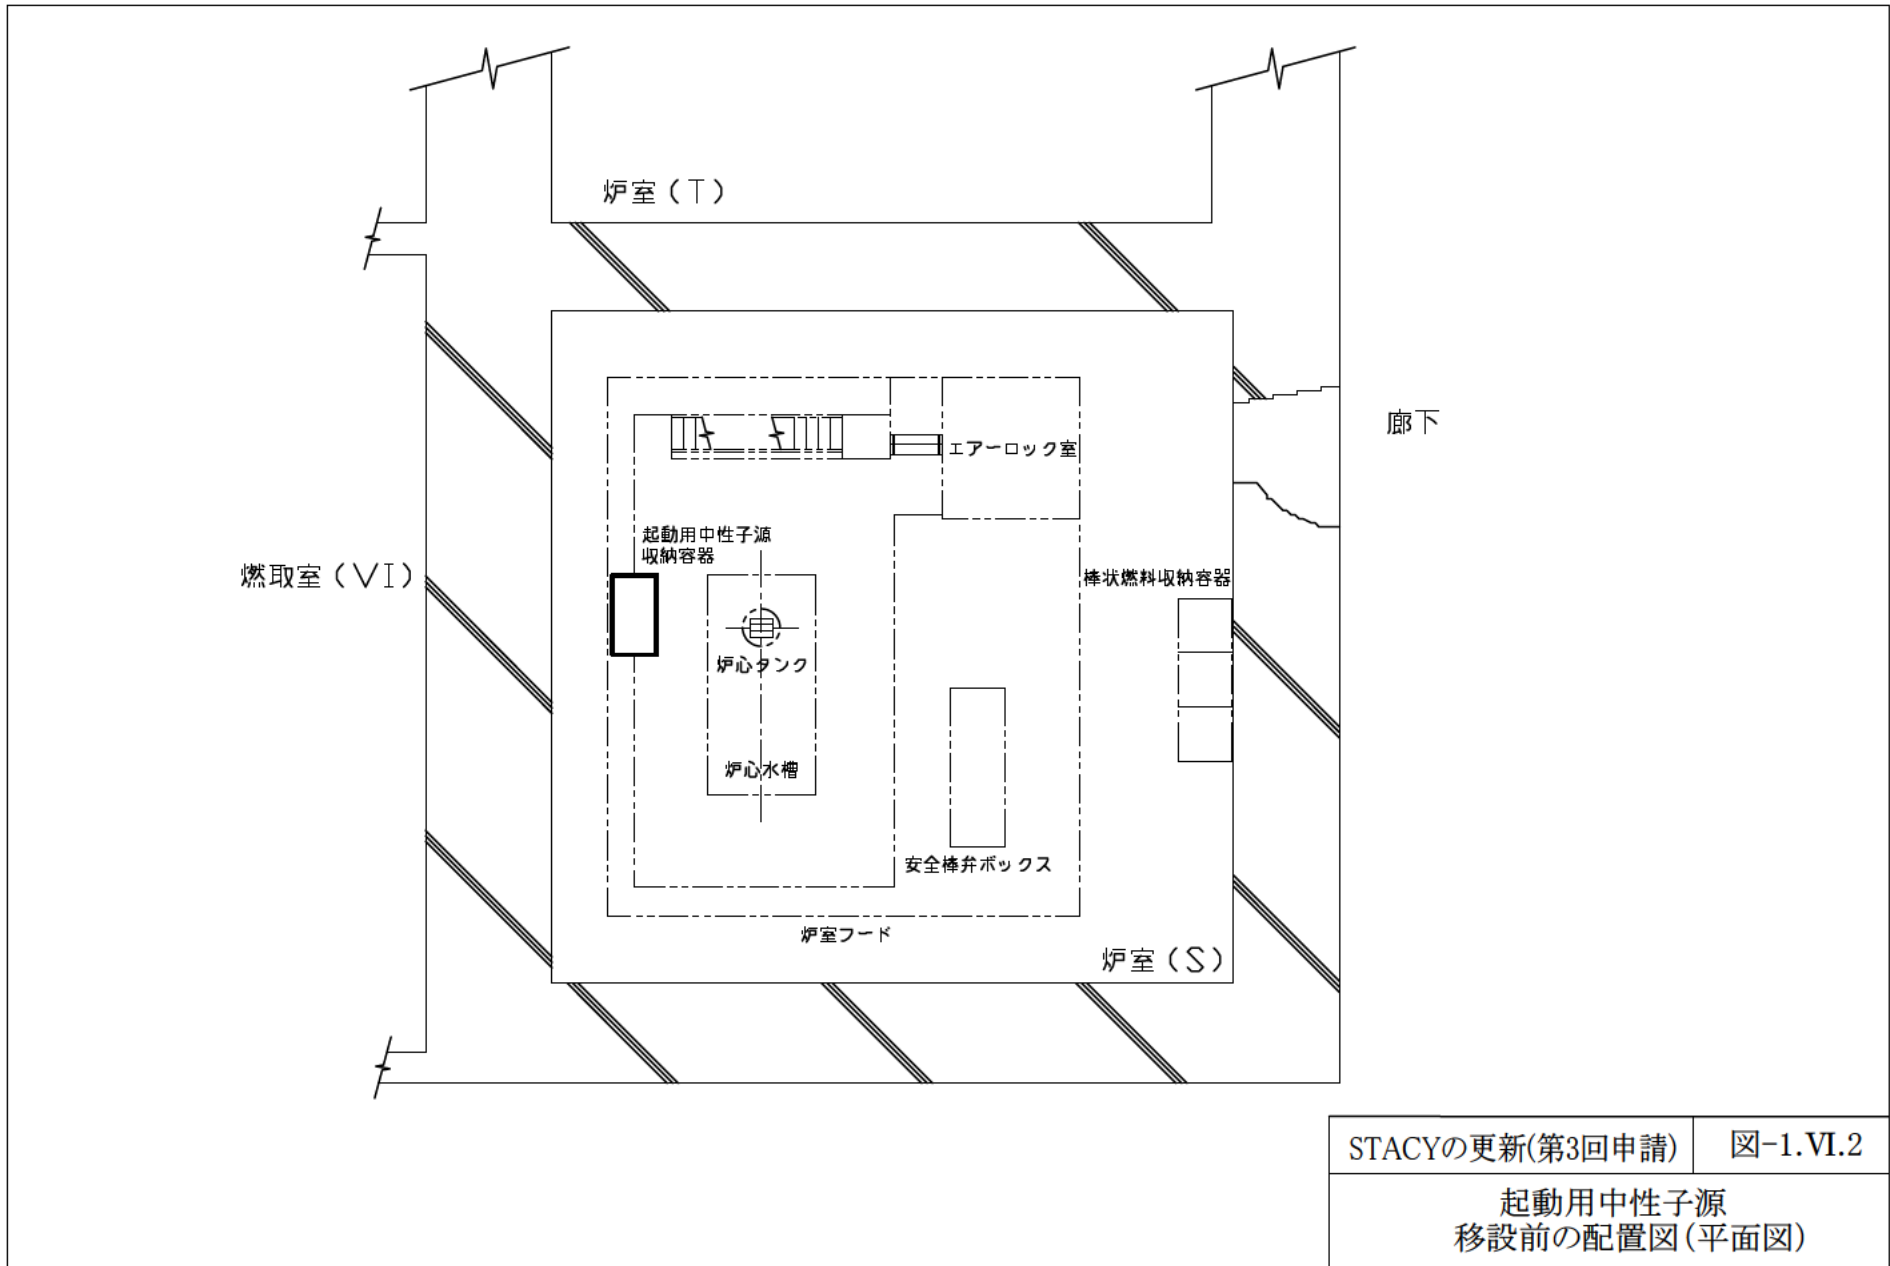 炉室（T）
廊下
エアーロック室
起動用中性子源
収納容器
燃取室（VI）
棒状燃料収納容器
炉心タンク
炉心水槽
安全棒弁ボックス
炉室フード
炉室（S）
STACYの更新(第3回申請)
図-1.VI.2
起動用中性子源
移設前の配置図(平面図)